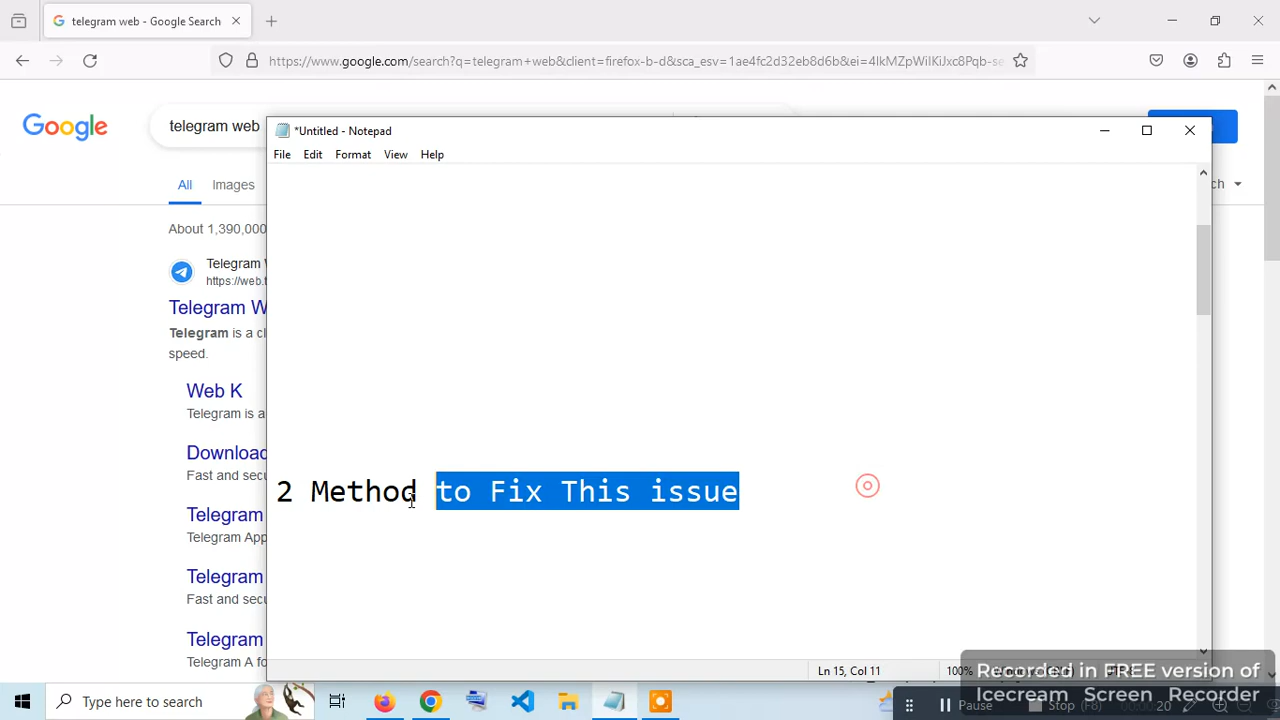 telegram web - Google Search
https://www.google.com/search?q=telegram+web&client=firefox-b-d&sca_esv=1ae4fc2d32eb8d6b&ei=4lkMZpWilKiJxc8Pqb-se
Google
telegram web
*Untitled - Notepad
File Edit Format View Help
All Images
ch
About 1,390,000
Telegram W
https://web.t
Telegram W
Telegram is a cl
speed.
Web K
Telegram is a
Download
Fast and secu
2 Method to Fix This issue
Telegram
Telegram App
Telegram
Fast and secu
Telegram
Telegram A fo
Ln 15, Col 11
100%
Recorded in FREE version of
Icecream Screen Recorder
Type here to search
Pause
Stop (F8)